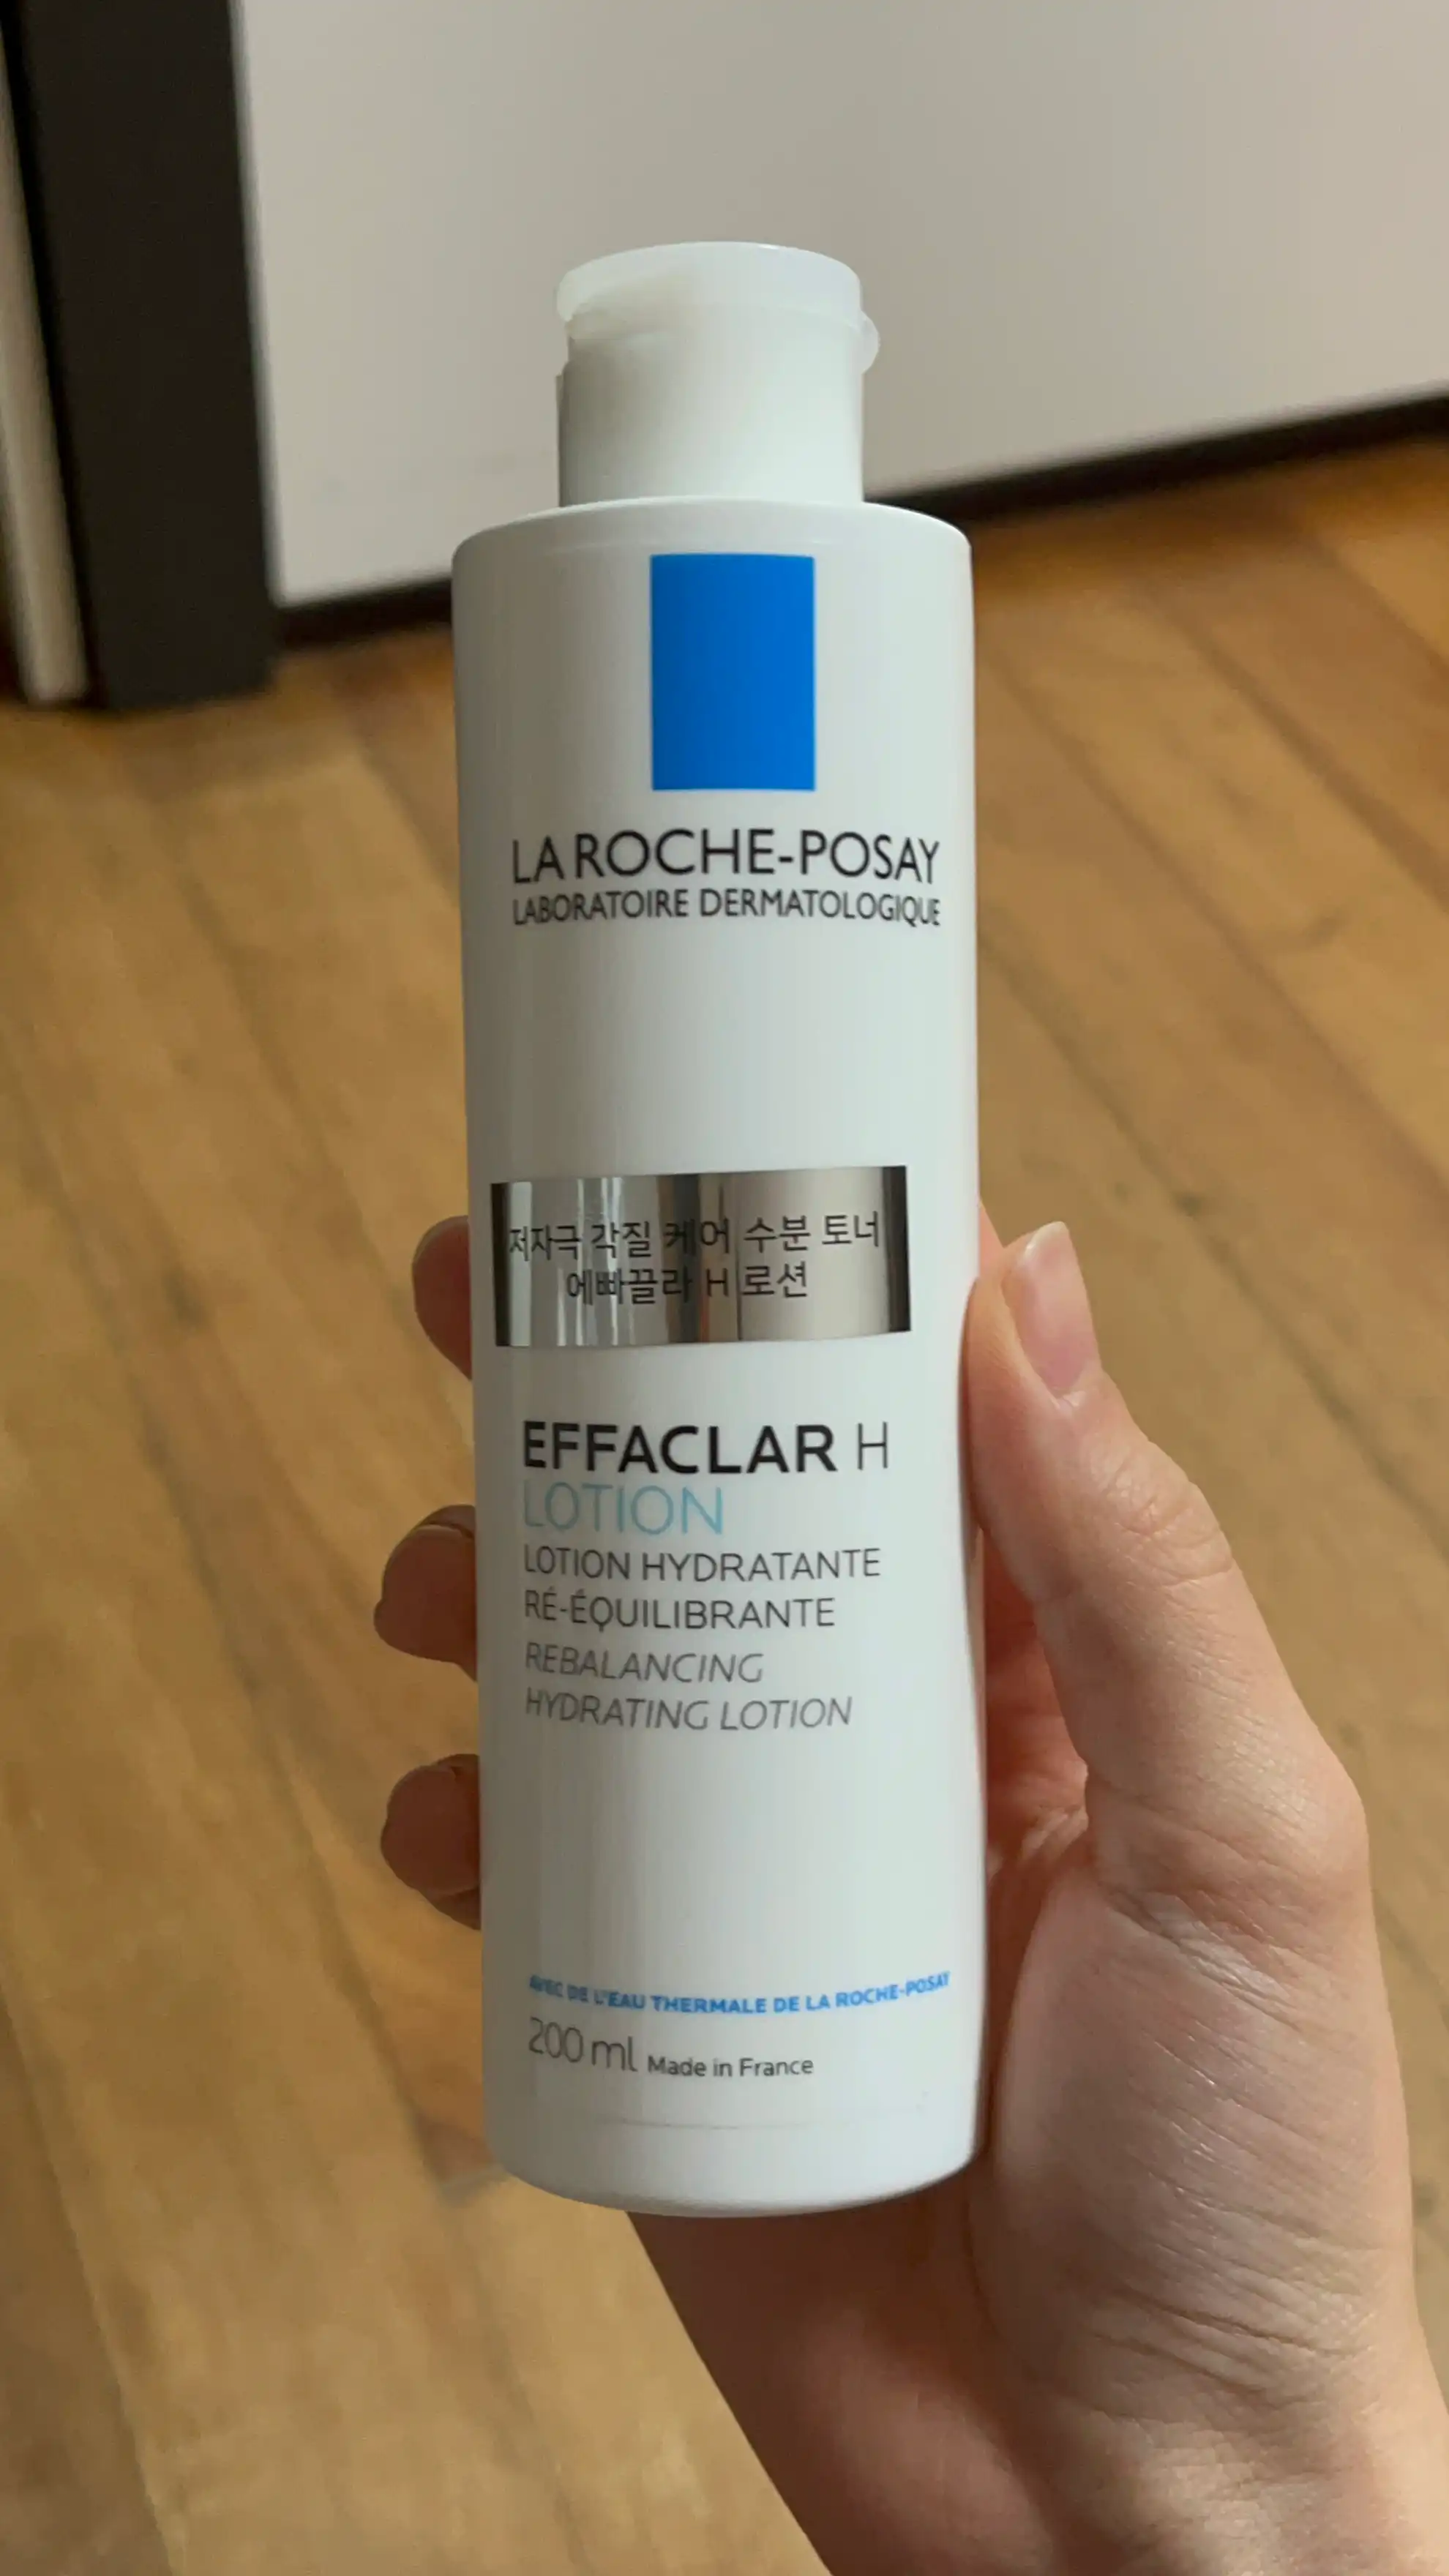 LA ROCHE-POSAY
LABORATOIRE DERMATOLOGIQUE
저자극 각질 케어 수분 토너
에빠끌라 H 로션
EFFACLAR H
LOTION
LOTION HYDRATANTE
RÉ-ÉQUILIBRANTE
REBALANCING
HYDRATING LOTION
AVEC DE L'EAU THERMALE DE LA ROCHE-POSAY
200 ml Made in France